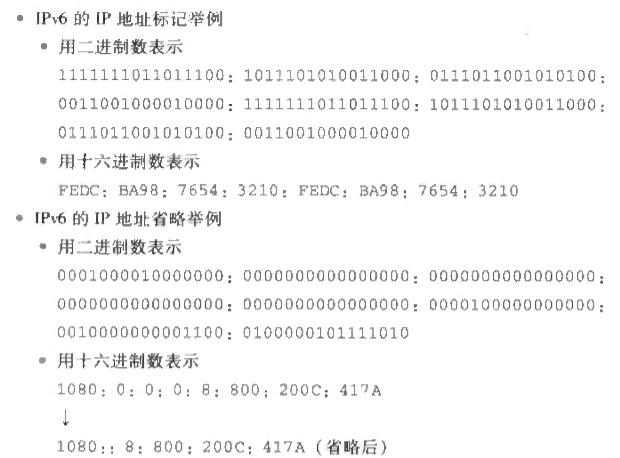 • IPv6 的 IP 地址标记举例
• 用二进制数表示
1111111011011100: 1011101010011000: 0111011001010100:
0011001000010000: 1111111011011100: 1011101010011000:
0111011001010100: 0011001000010000
• 用十六进制数表示
FEDC: BA98: 7654: 3210: FEDC: BA98: 7654: 3210
• IPv6 的 IP 地址省略举例
• 用二进制数表示
0001000010000000: 0000000000000000: 0000000000000000:
0000000000000000: 0000000000000000: 0000100000000000:
0010000000001100: 0100000101111010
• 用十六进制数表示
1080: 0: 0: 0: 8: 800: 200C: 417A
↓
1080:: 8: 800: 200C: 417A（省略后）